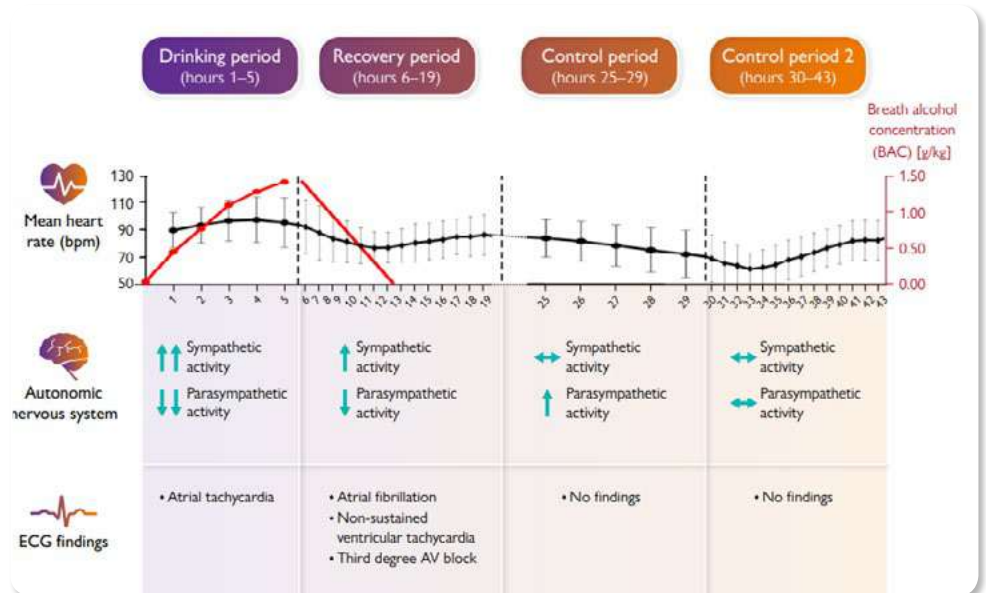 Drinking period
(hours 1–5)
Recovery period
(hours 6–19)
Control period
(hours 25–29)
Control period 2
(hours 30–43)
Breath alcohol
concentration
(BAC) [g/kg]
Mean heart
rate (bpm)
130
110
90
70
50
1.50
1.00
0.50
0.00
1 2 3 4 5 6 7 8 9 10 11 12 13 14 15 16 17 18 19 25 26 27 28 29 30 31 32 33 34 35 36 37 38 39 40 41 42 43
Autonomic
nervous system
Sympathetic
activity
Parasympathetic
activity
Sympathetic
activity
Parasympathetic
activity
Sympathetic
activity
Parasympathetic
activity
Sympathetic
activity
Parasympathetic
activity
ECG findings
• Atrial tachycardia
• Atrial fibrillation
• Non-sustained
ventricular tachycardia
• Third degree AV block
• No findings
• No findings